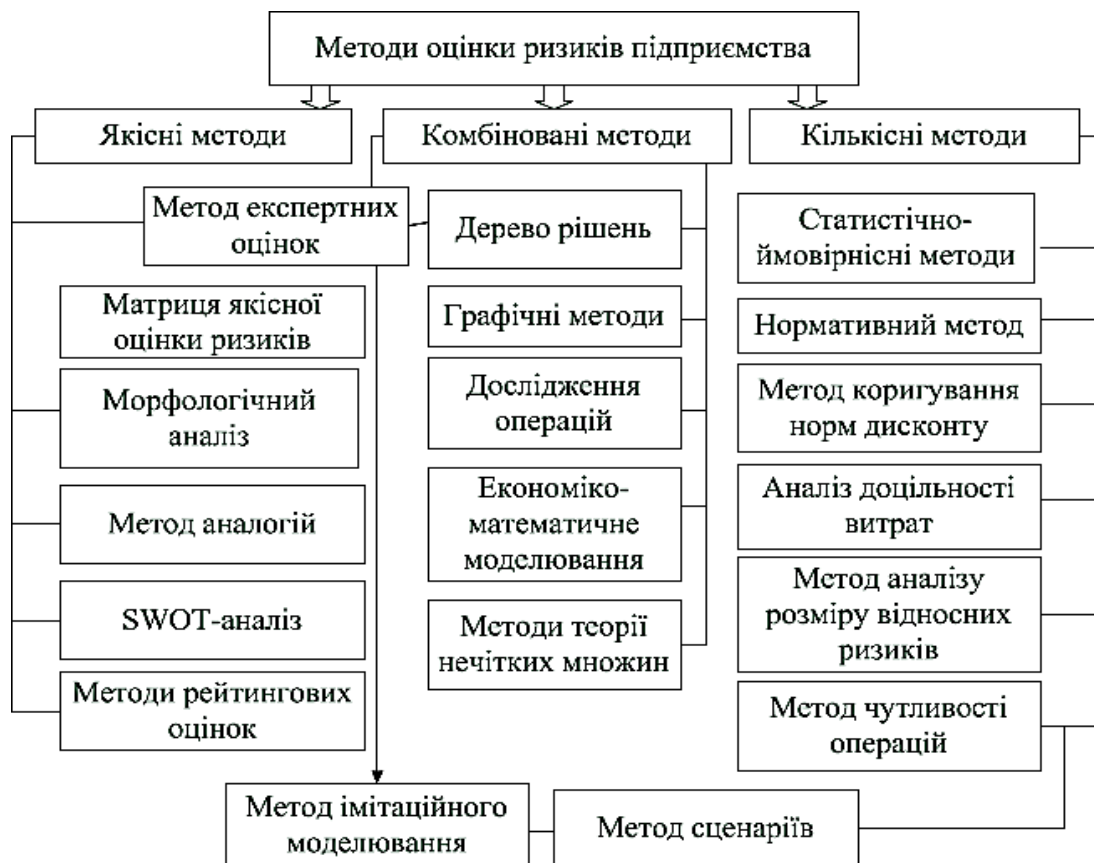 Методи оцінки ризиків підприємства
Якісні методи
Комбіновані методи
Кількісні методи
Метод експертних
оцінок
Матриця якісної
оцінки ризиків
Морфологічний
аналіз
Метод аналогій
SWOT-аналіз
Методи рейтингових
оцінок
Дерево рішень
Графічні методи
Дослідження
операцій
Економіко-
математичне
моделювання
Методи теорії
нечітких множин
Статистічно-
ймовірнісні методи
Нормативний метод
Метод коригування
норм дисконту
Аналіз доцільності
витрат
Метод аналізу
розміру відносних
ризиків
Метод чутливості
операцій
Метод імітаційного
моделювання
Метод сценаріїв